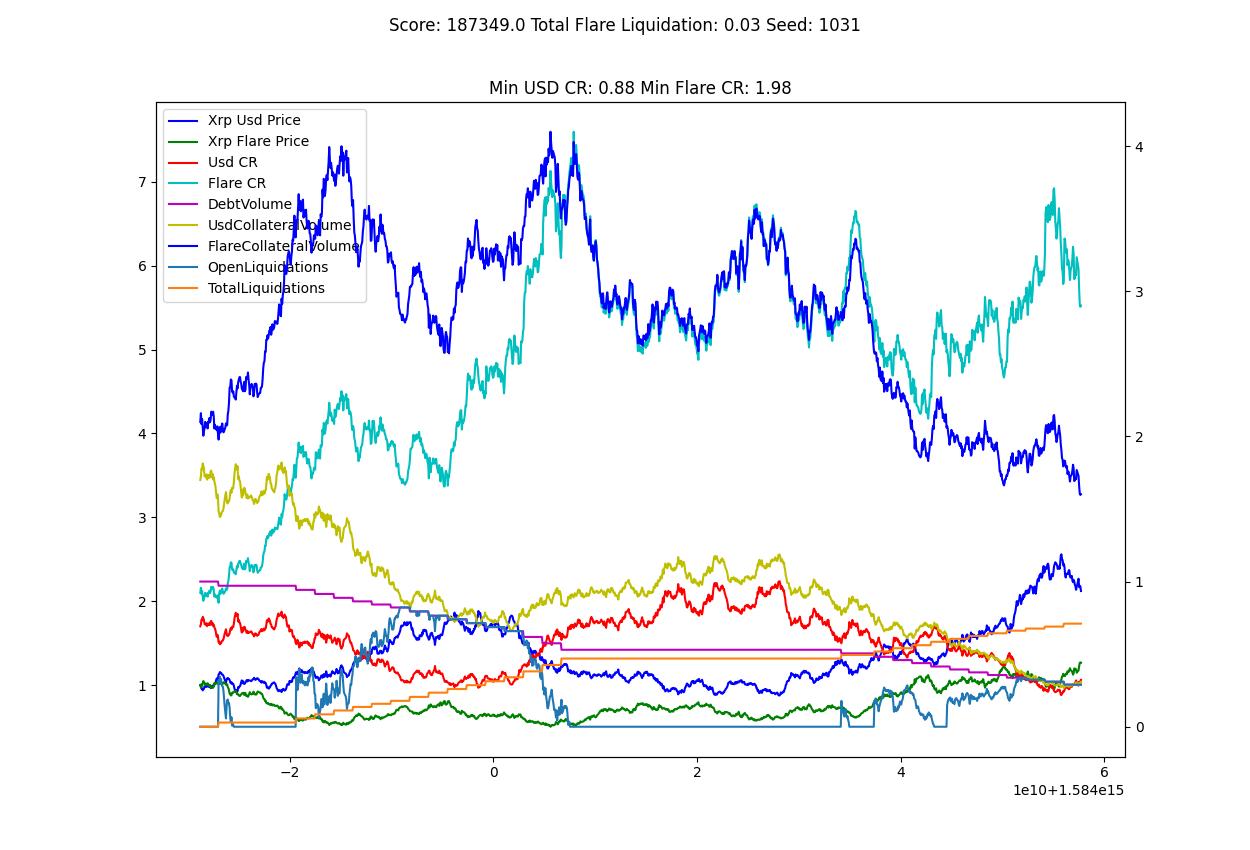 Score: 187349.0 Total Flare Liquidation: 0.03 Seed: 1031
Min USD CR: 0.88 Min Flare CR: 1.98
Xrp Usd Price
Xrp Flare Price
Usd CR
Flare CR
DebtVolume
UsdCollateralVolume
FlareCollateralVolume
OpenLiquidations
TotalLiquidations
7
6
5
4
3
2
1
4
3
2
1
0
−2
0
2
4
6
1e10+1.584e15